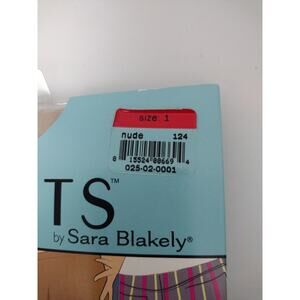 size 1
nude 124
8 15524 00669 4
025-02-0001
TS™
by Sara Blakely®